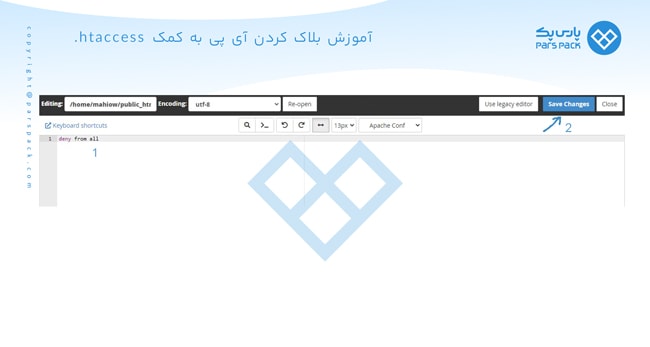 آموزش بلاک کردن آی پی به کمک htaccess.
پارس‌پک
PARS PACK
copyright@parspack.com
Editing: /home/mahiow/public_ht Encoding: utf-8 Re-open Use legacy editor Save Changes Close
Keyboard shortcuts 13px Apache Conf
2
1 deny from all
1